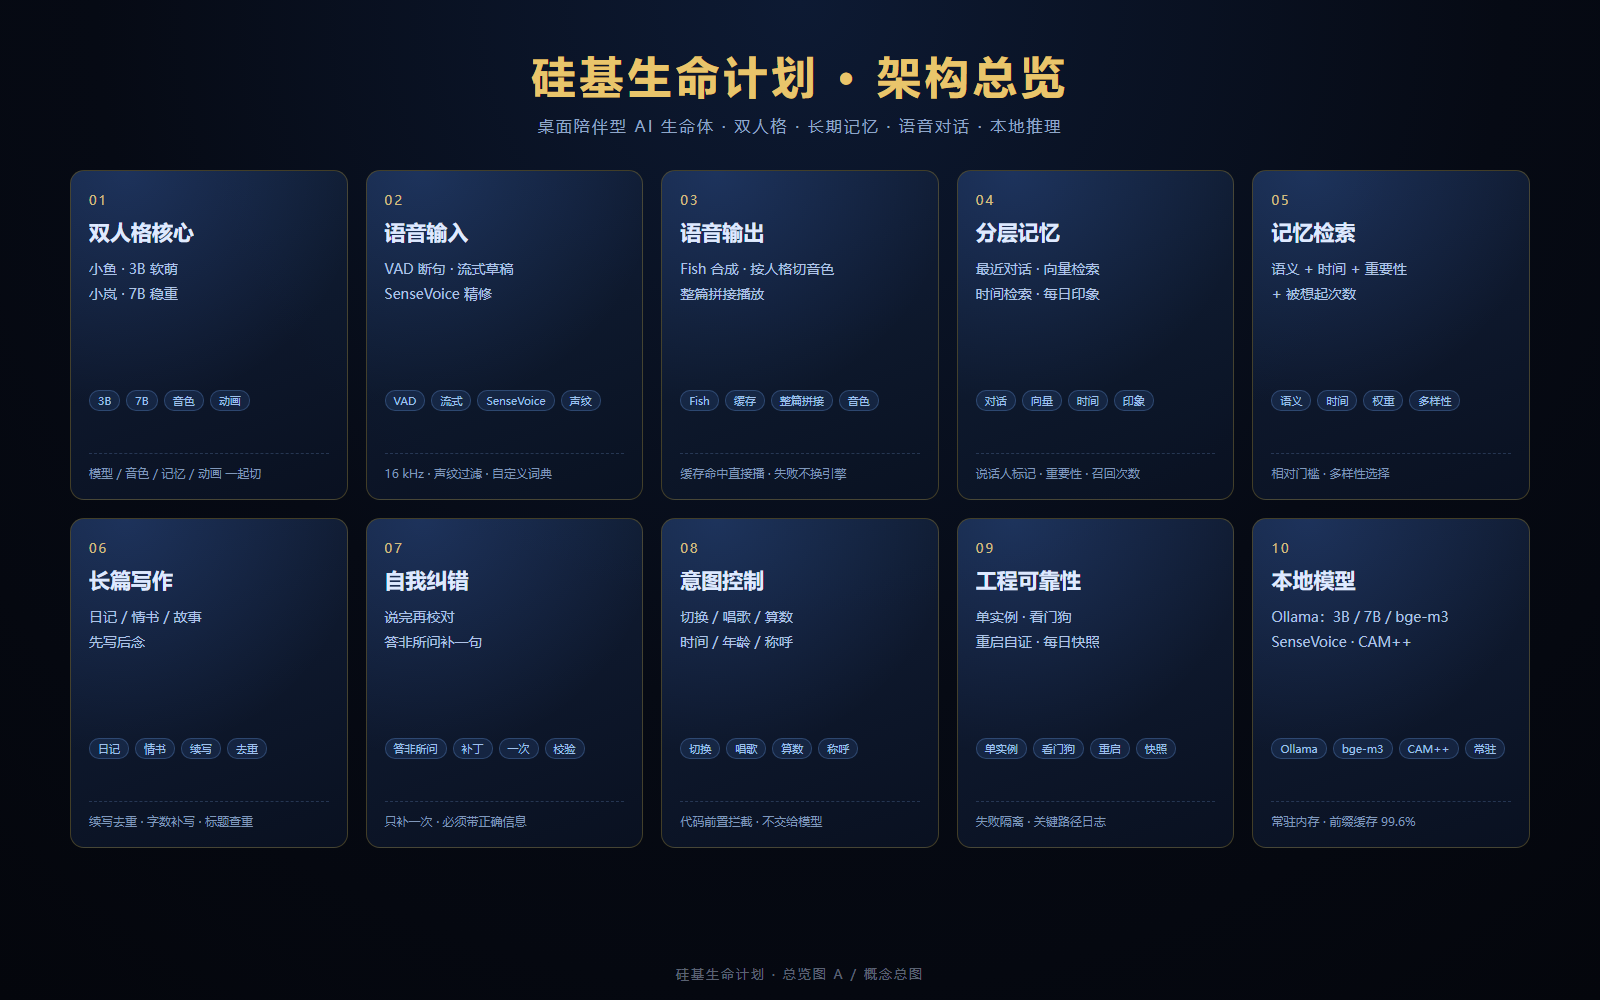 硅基生命计划 · 架构总览
桌面陪伴型 AI 生命体 · 双人格 · 长期记忆 · 语音对话 · 本地推理
01
双人格核心
小鱼 · 3B 软萌
小岚 · 7B 稳重
3B 7B 音色 动画
模型 / 音色 / 记忆 / 动画 一起切
02
语音输入
VAD 断句 · 流式草稿
SenseVoice 精修
VAD 流式 SenseVoice 声纹
16 kHz · 声纹过滤 · 自定义词典
03
语音输出
Fish 合成 · 按人格切音色
整篇拼接播放
Fish 缓存 整篇拼接 音色
缓存命中直接播 · 失败不换引擎
04
分层记忆
最近对话 · 向量检索
时间检索 · 每日印象
对话 向量 时间 印象
说话人标记 · 重要性 · 召回次数
05
记忆检索
语义 + 时间 + 重要性
+ 被想起次数
语义 时间 权重 多样性
相对门槛 · 多样性选择
06
长篇写作
日记 / 情书 / 故事
先写后念
日记 情书 续写 去重
续写去重 · 字数补写 · 标题查重
07
自我纠错
说完再校对
答非所问补一句
答非所问 补丁 一次 校验
只补一次 · 必须带正确信息
08
意图控制
切换 / 唱歌 / 算数
时间 / 年龄 / 称呼
切换 唱歌 算数 称呼
代码前置拦截 · 不交给模型
09
工程可靠性
单实例 · 看门狗
重启自证 · 每日快照
单实例 看门狗 重启 快照
失败隔离 · 关键路径日志
10
本地模型
Ollama：3B / 7B / bge-m3
SenseVoice · CAM++
Ollama bge-m3 CAM++ 常驻
常驻内存 · 前缀缓存 99.6%
硅基生命计划 · 总览图 A / 概念总图